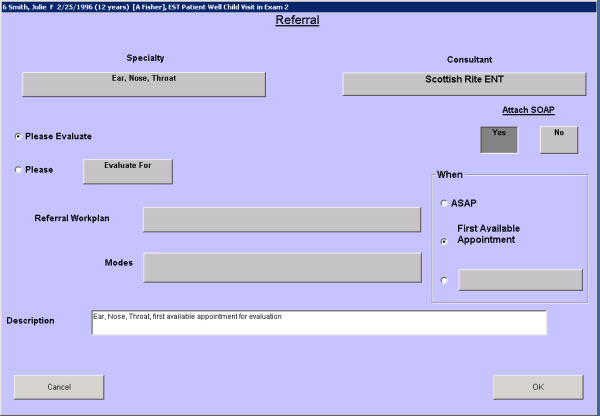 6 Smith, Julie F 2/25/1996 (12 years) [A Fisher], EST Patient Well Child Visit in Exam 2
Referral
Specialty
Consultant
Ear, Nose, Throat
Scottish Rite ENT
Attach SOAP
Yes
No
Please Evaluate
Please
Evaluate For
When
ASAP
First Available
Appointment
Referral Workplan
Modes
Description
Ear, Nose, Throat, first available appointment for evaluation
Cancel
OK